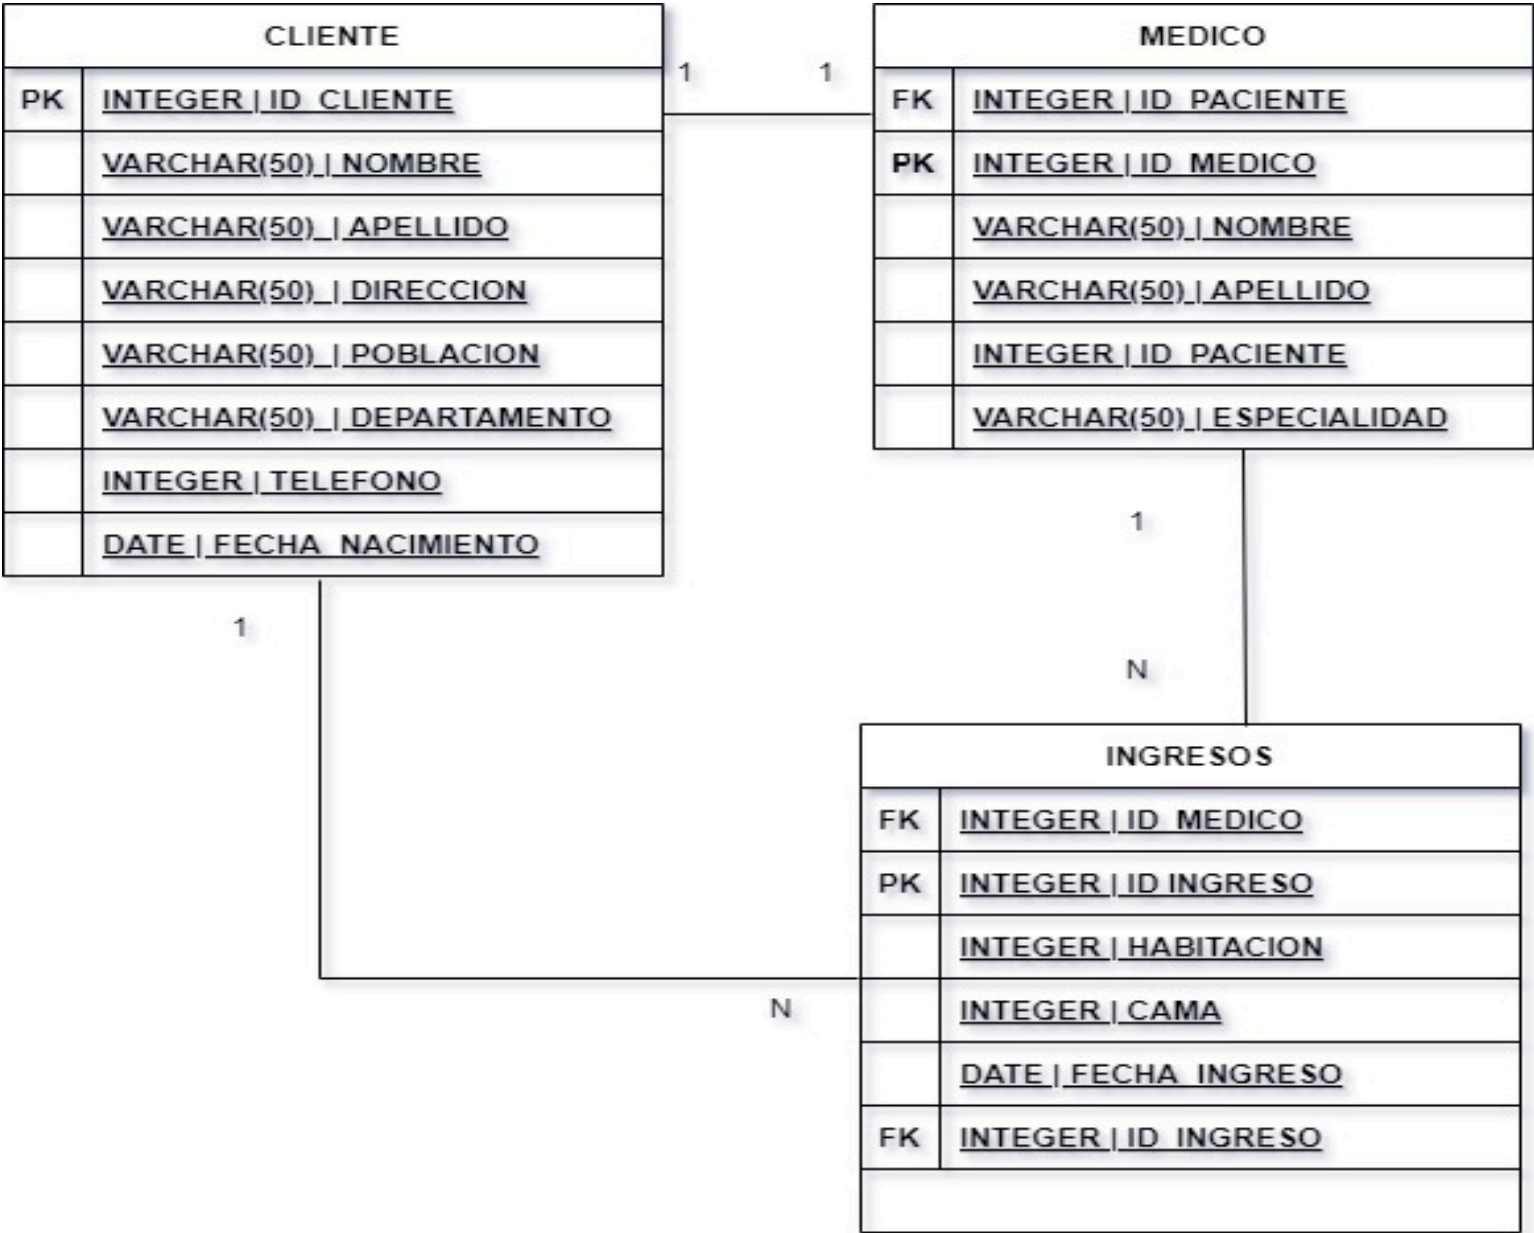 CLIENTE
PK INTEGER | ID_CLIENTE
VARCHAR(50) | NOMBRE
VARCHAR(50) | APELLIDO
VARCHAR(50) | DIRECCION
VARCHAR(50) | POBLACION
VARCHAR(50) | DEPARTAMENTO
INTEGER | TELEFONO
DATE | FECHA_NACIMIENTO
1 1
MEDICO
FK INTEGER | ID_PACIENTE
PK INTEGER | ID_MEDICO
VARCHAR(50) | NOMBRE
VARCHAR(50) | APELLIDO
INTEGER | ID_PACIENTE
VARCHAR(50) | ESPECIALIDAD
1
1
N
N
INGRESOS
FK INTEGER | ID_MEDICO
PK INTEGER | ID INGRESO
INTEGER | HABITACION
INTEGER | CAMA
DATE | FECHA_INGRESO
FK INTEGER | ID_INGRESO